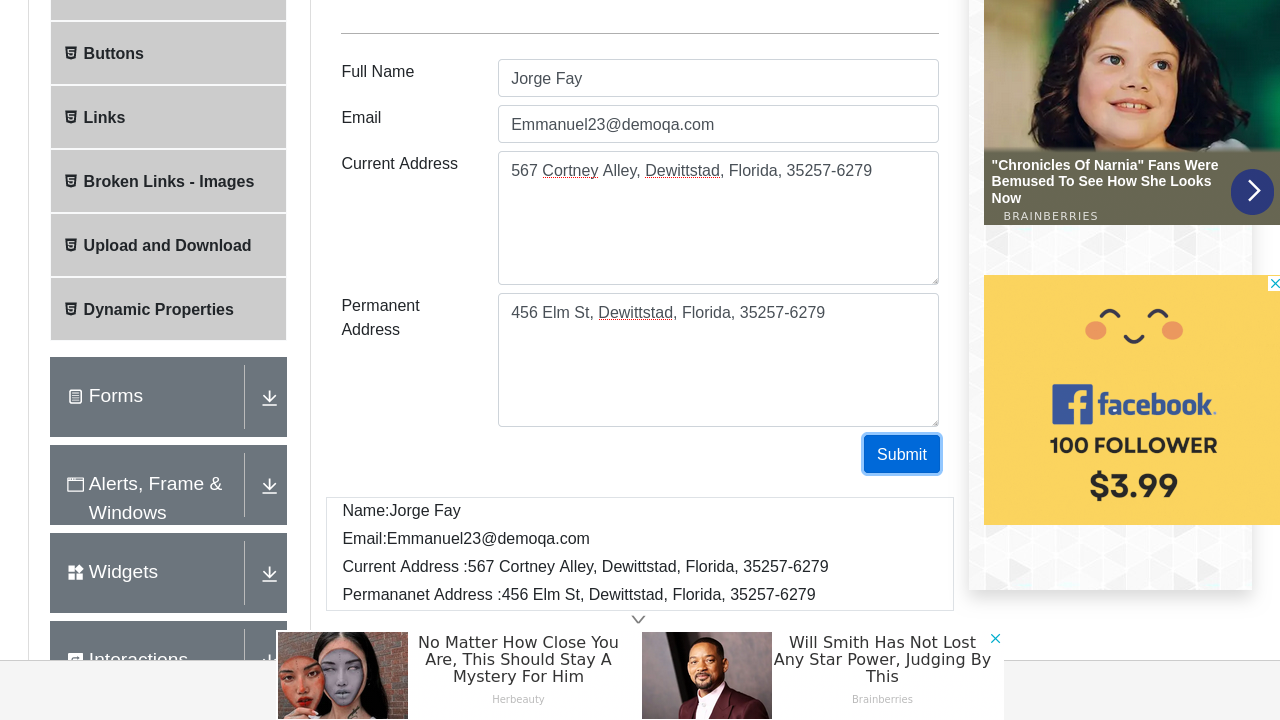 Buttons
Links
Broken Links - Images
Upload and Download
Dynamic Properties
Forms
Alerts, Frame &
Windows
Widgets
Interactions
Full Name
Jorge Fay
Email
Emmanuel23@demoqa.com
Current Address
567 Cortney Alley, Dewittstad, Florida, 35257-6279
Permanent
Address
456 Elm St, Dewittstad, Florida, 35257-6279
Submit
Name:Jorge Fay
Email:Emmanuel23@demoqa.com
Current Address :567 Cortney Alley, Dewittstad, Florida, 35257-6279
Permananet Address :456 Elm St, Dewittstad, Florida, 35257-6279
"Chronicles Of Narnia" Fans Were
Bemused To See How She Looks
Now
BRAINBERRIES
facebook.
100 FOLLOWER
$3.99
No Matter How Close You
Are, This Should Stay A
Mystery For Him
Herbeauty
Will Smith Has Not Lost
Any Star Power, Judging By
This
Brainberries